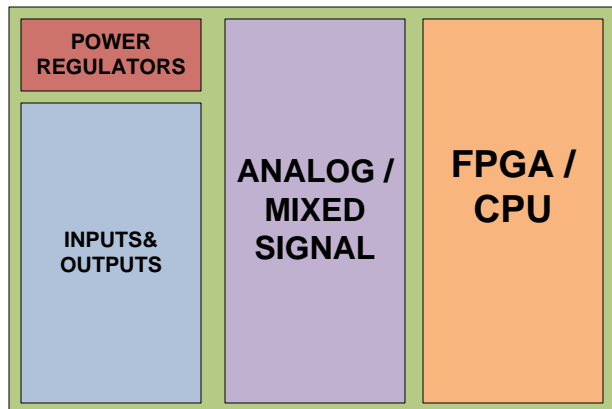 POWER
REGULATORS
INPUTS&
OUTPUTS
ANALOG /
MIXED
SIGNAL
FPGA /
CPU